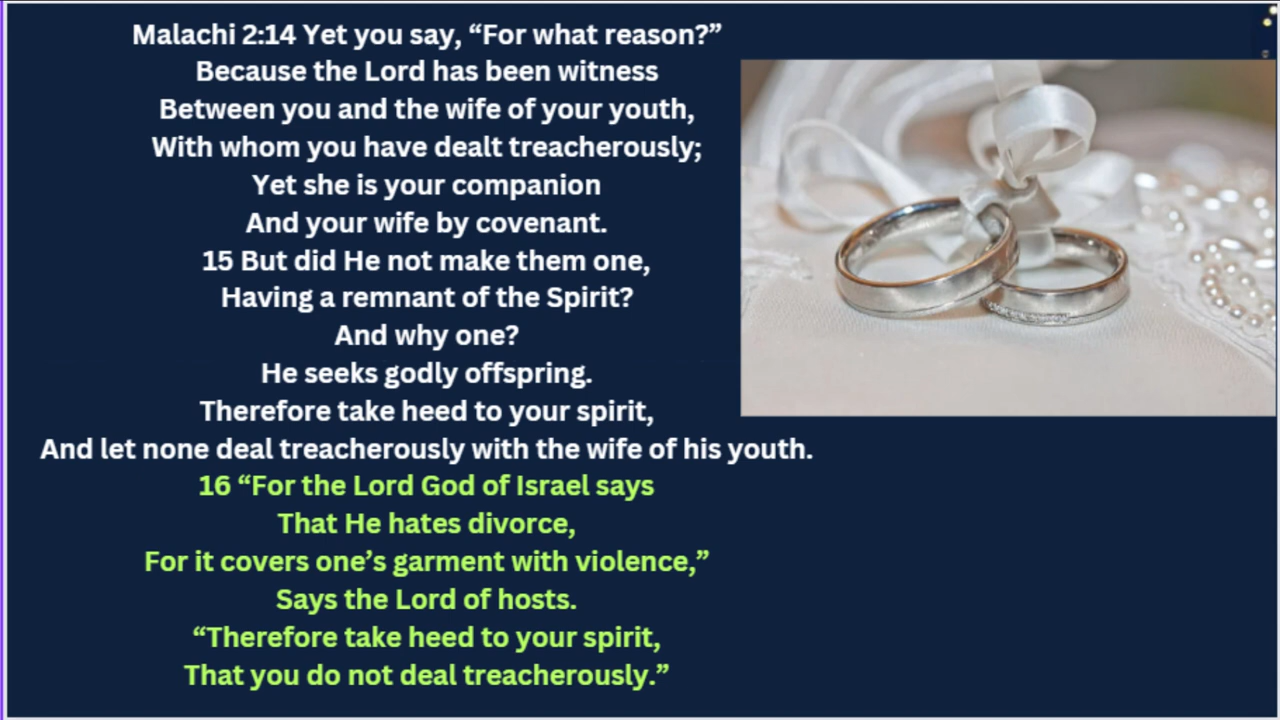 Malachi 2:14 Yet you say, “For what reason?”
Because the Lord has been witness
Between you and the wife of your youth,
With whom you have dealt treacherously;
Yet she is your companion
And your wife by covenant.
15 But did He not make them one,
Having a remnant of the Spirit?
And why one?
He seeks godly offspring.
Therefore take heed to your spirit,
And let none deal treacherously with the wife of his youth.
16 “For the Lord God of Israel says
That He hates divorce,
For it covers one’s garment with violence,”
Says the Lord of hosts.
“Therefore take heed to your spirit,
That you do not deal treacherously.”